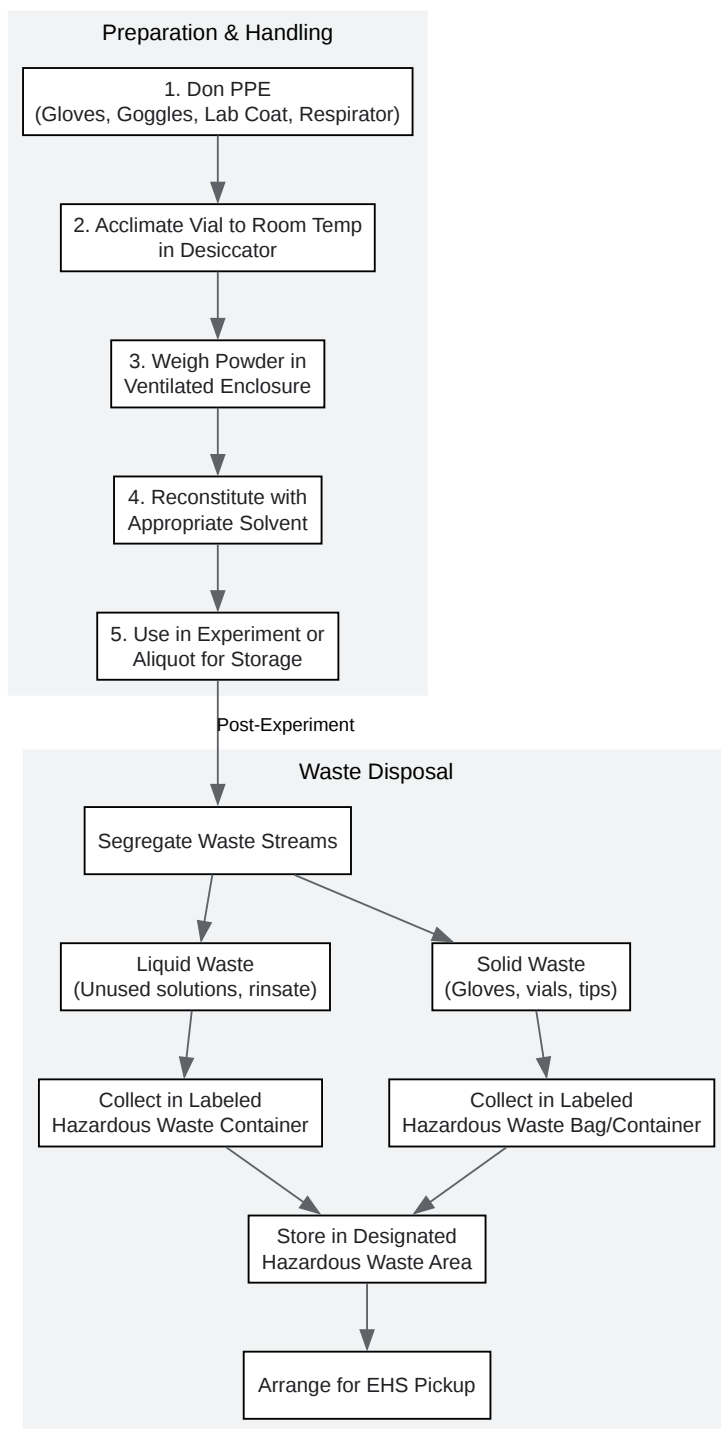 Preparation & Handling
1. Don PPE
(Gloves, Goggles, Lab Coat, Respirator)
2. Acclimate Vial to Room Temp
in Desiccator
3. Weigh Powder in
Ventilated Enclosure
4. Reconstitute with
Appropriate Solvent
5. Use in Experiment or
Aliquot for Storage
Post-Experiment
Waste Disposal
Segregate Waste Streams
Liquid Waste
(Unused solutions, rinsate)
Solid Waste
(Gloves, vials, tips)
Collect in Labeled
Hazardous Waste Container
Collect in Labeled
Hazardous Waste Bag/Container
Store in Designated
Hazardous Waste Area
Arrange for EHS Pickup